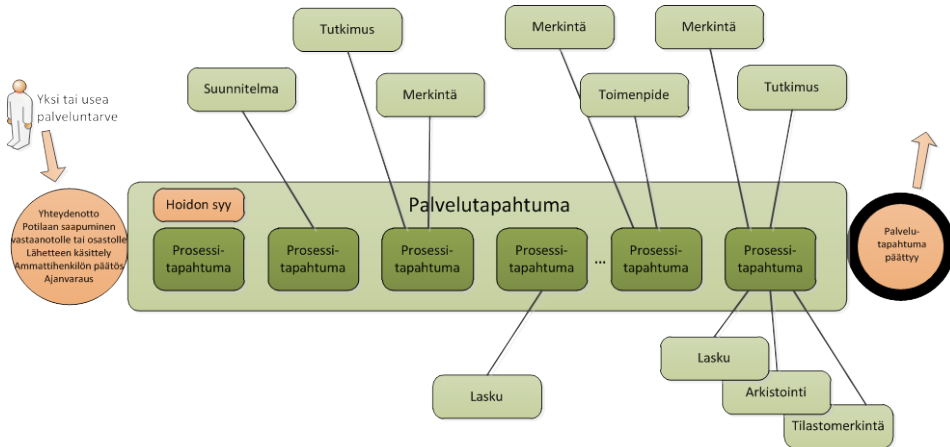 Tutkimus
Merkintä
Merkintä
Suunnitelma
Merkintä
Toimenpide
Tutkimus
Yksi tai usea
palveluntarve
Hoidon syy
Palvelutapahtuma
Yhteydenotto
Potilaan saapuminen
vastaanotolle tai osastolle
Lähetteen käsittely
Ammattihenkilön päätös
Ajanvaraus
Prosessi-
tapahtuma
Prosessi-
tapahtuma
Prosessi-
tapahtuma
Prosessi-
tapahtuma
...
Prosessi-
tapahtuma
Prosessi-
tapahtuma
Palvelu-
tapahtuma
päättyy
Lasku
Lasku
Arkistointi
Tilastomerkintä